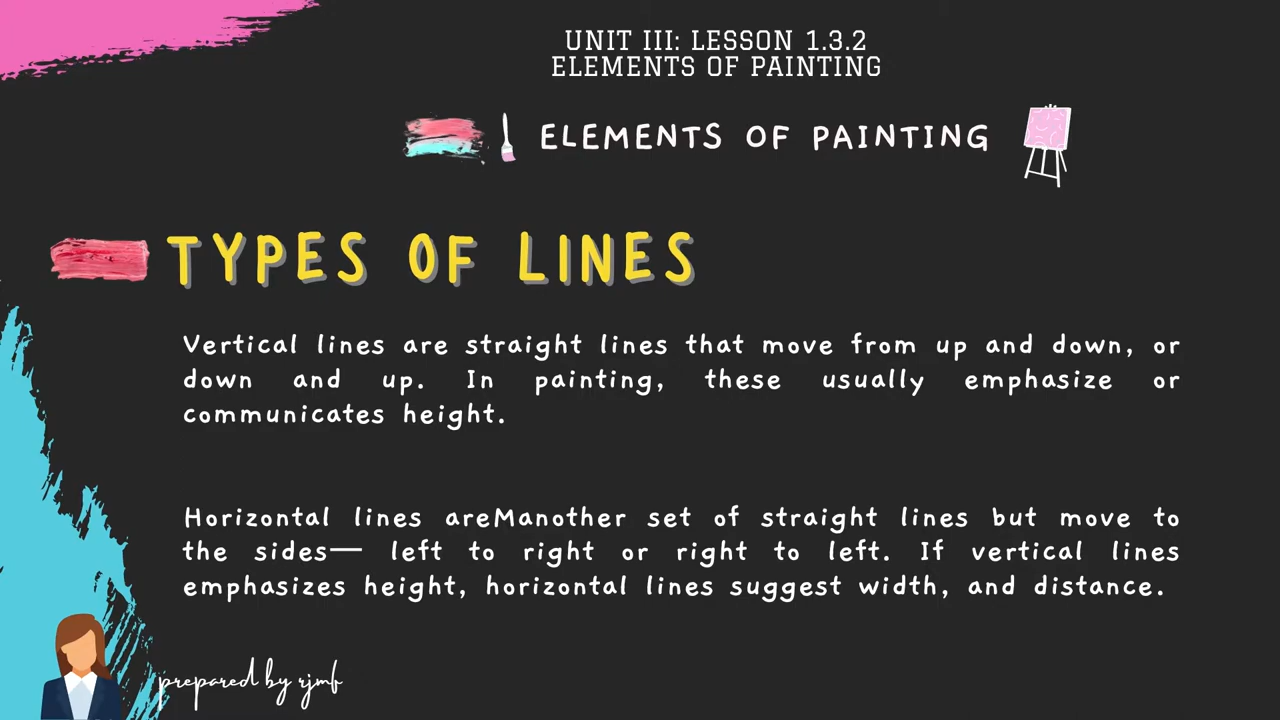 UNIT III: LESSON 1.3.2
ELEMENTS OF PAINTING
ELEMENTS OF PAINTING
TYPES OF LINES
Vertical lines are straight lines that move from up and down, or
down and up. In painting, these usually emphasize or
communicates height.
Horizontal lines areManother set of straight lines but move to
the sides— left to right or right to left. If vertical lines
emphasizes height, horizontal lines suggest width, and distance.
prepared by rjmf